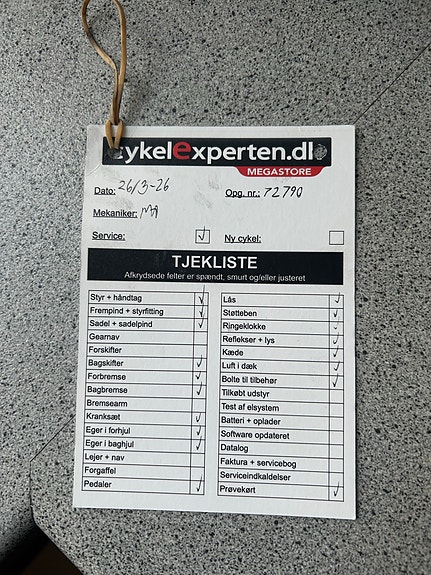 cykelexperten.dk
MEGASTORE
Dato: 26/3-26 Opg. nr.: 72790
Mekaniker: MA
Service: ✓ Ny cykel:
TJEKLISTE
Afkrydsede felter er spændt, smurt og/eller justeret
Styr + håndtag ✓
Frempind + styrfitting ✓
Sadel + sadelpind ✓
Gearnav
Forskifter
Bagskifter ✓
Forbremse ✓
Bagbremse ✓
Bremsearm
Kranksæt ✓
Eger i forhjul ✓
Eger i baghjul ✓
Lejer + nav
Forgaffel
Pedaler ✓
Lås ✓
Støtteben ✓
Ringeklokke ✓
Reflekser + lys ✓
Kæde ✓
Luft i dæk ✓
Bolte til tilbehør ✓
Tilkøbt udstyr
Test af elsystem
Batteri + oplader
Software opdateret
Datalog
Faktura + servicebog
Serviceindkaldelser
Prøvekørt ✓